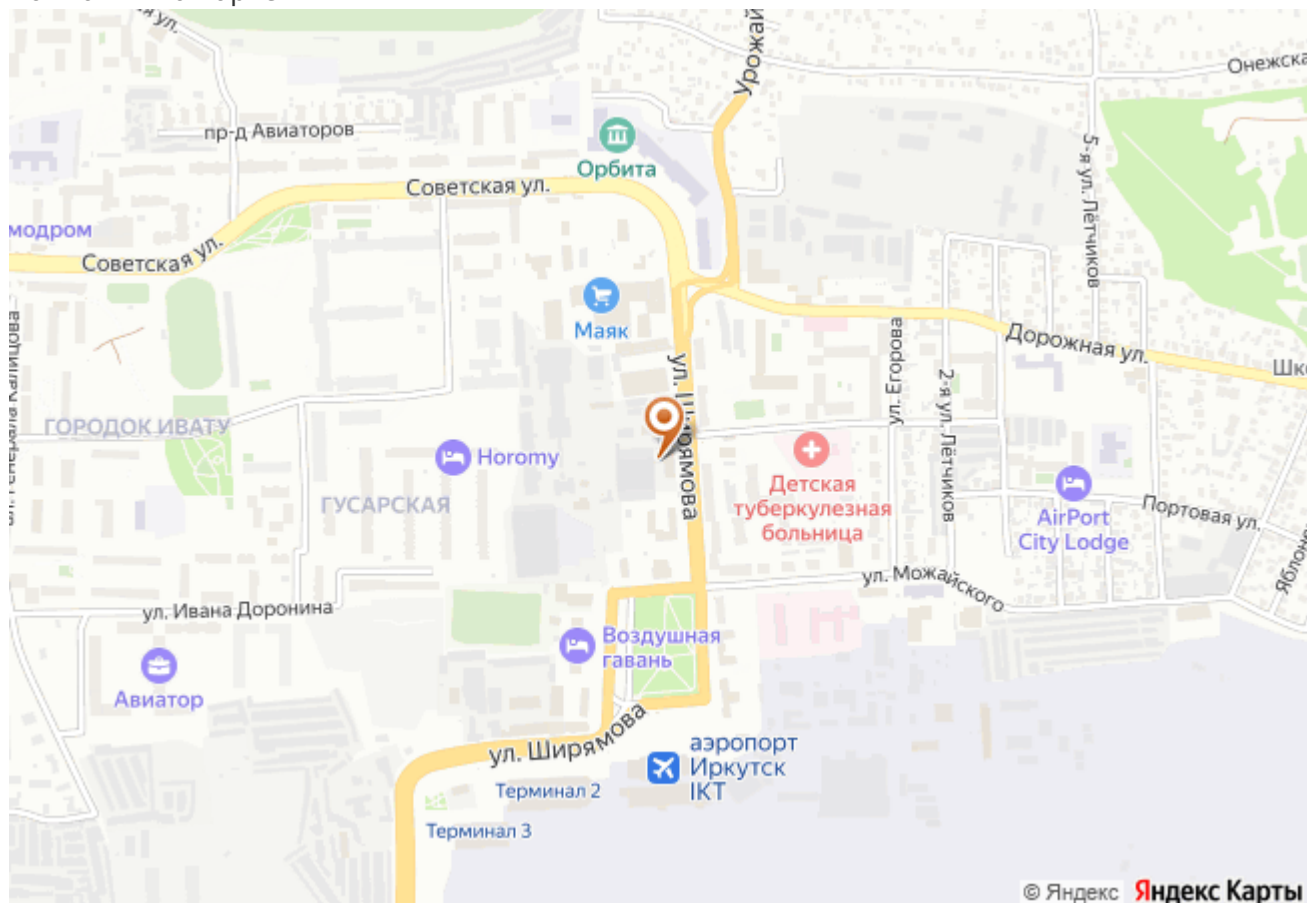 пр-д Авиаторов
Орбита
Советская ул.
Онежска
5-я ул. Лётчиков
модром
Советская ул.
Маяк
ул. Ширямова
ул. Егорова
2-я ул. Лётчиков
Дорожная ул.
ГОРОДОК ИВАТУ
Horomy
ГУСАРСКАЯ
Детская
туберкулезная
больница
AirPort
City Lodge
Портовая ул.
ул. Можайского
ул. Ивана Доронина
Воздушная
гавань
Авиатор
ул. Ширямова
аэропорт
Иркутск
IKT
Терминал 2
Терминал 3
© Яндекс Яндекс Карты